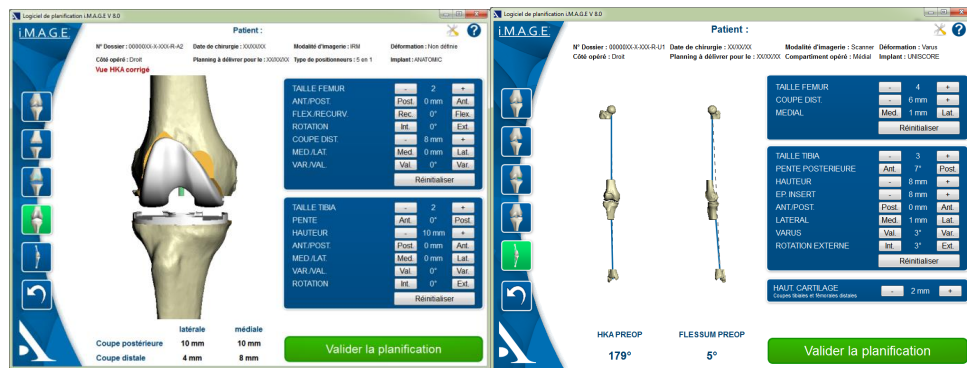 Logiciel de planification i.M.A.G.E V 8.0
i.M.A.G.E.
Patient :
N° Dossier : 00000XX-X-XXX-R-A2 Date de chirurgie : XX/XX/XX Modalité d'imagerie : IRM Déformation : Non définie
Côté opéré : Droit Planning à délivrer pour le : XX/XX/XX Type de positionneurs : 5 en 1 Implant : ANATOMIC
Vue HKA corrigé
TAILLE FEMUR - 2 +
ANT./POST. Post. 0 mm Ant.
FLEX./RECURV. Rec. 0° Flex.
ROTATION Int. 0° Ext.
COUPE DIST. - 8 mm +
MED./LAT. Med. 0 mm Lat.
VAR./VAL. Val. 0° Var.
Réinitialiser
TAILLE TIBIA - 2 +
PENTE Ant. 0° Post.
HAUTEUR - 10 mm +
ANT./POST. Post. 0 mm Ant.
MED./LAT. Med. 0 mm Lat.
VAR./VAL. Val. 0° Var.
ROTATION Int. 0° Ext.
Réinitialiser
latérale médiale
Coupe postérieure 10 mm 10 mm
Coupe distale 4 mm 8 mm
Valider la planification
Logiciel de planification i.M.A.G.E V 8.0
i.M.A.G.E.
Patient :
N° Dossier : 00000XX-X-XXX-R-U1 Date de chirurgie : XX/XX/XX Modalité d'imagerie : Scanner Déformation : Varus
Côté opéré : Droit Planning à délivrer pour le : XX/XX/XX Compartiment opéré : Médial Implant : UNISCORE
TAILLE FEMUR - 4 +
COUPE DIST. - 6 mm +
MEDIAL Med. 1 mm Lat.
Réinitialiser
TAILLE TIBIA - 3 +
PENTE POSTERIEURE Ant. 7° Post.
HAUTEUR - 8 mm +
EP. INSERT - 8 mm +
ANT./POST. Post. 0 mm Ant.
LATERAL Med. 1 mm Lat.
VARUS Val. 3° Var.
ROTATION EXTERNE Int. 3° Ext.
Réinitialiser
HAUT. CARTILAGE - 2 mm +
Coupes tibiales et fémorales distales
HKA PREOP FLESSUM PREOP
179° 5°
Valider la planification